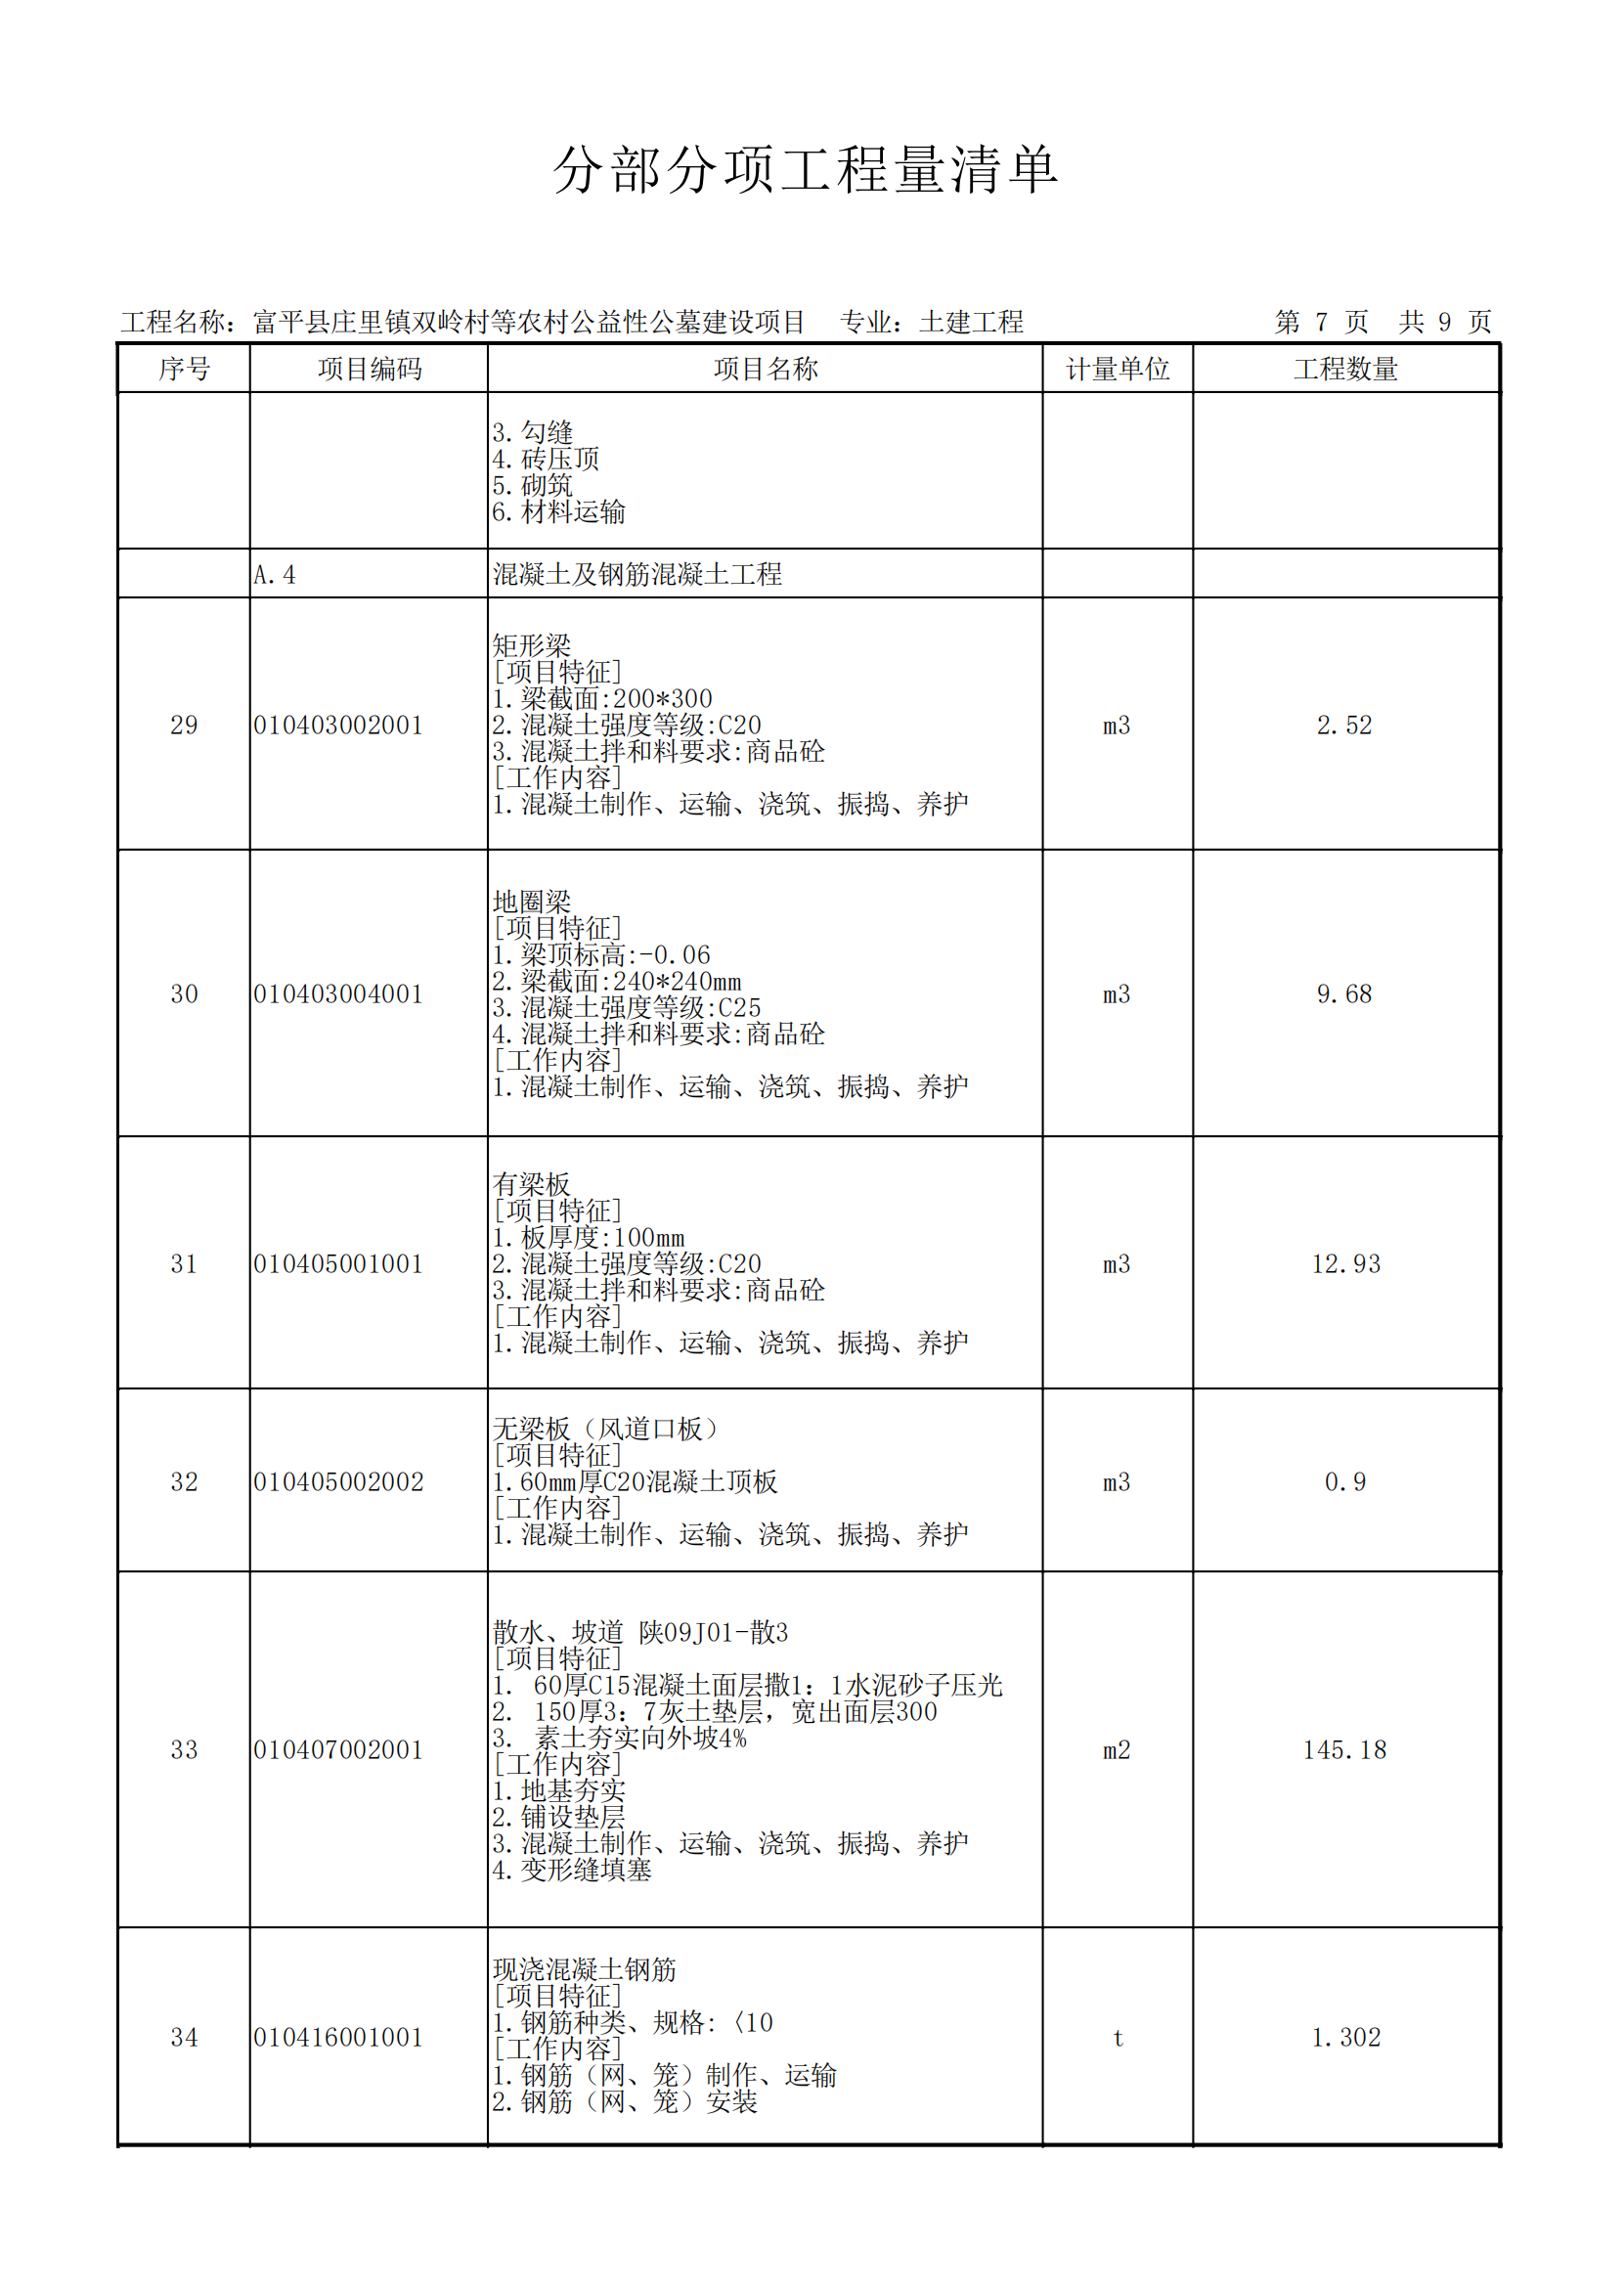 分部分项工程量清单
工程名称：富平县庄里镇双岭村等农村公益性公墓建设项目 专业：土建工程 第 7 页 共 9 页
序号 项目编码 项目名称 计量单位 工程数量
3.勾缝
4.砖压顶
5.砌筑
6.材料运输
A.4 混凝土及钢筋混凝土工程
29 010403002001 m3 2.52
矩形梁
[项目特征]
1.梁截面:200*300
2.混凝土强度等级:C20
3.混凝土拌和料要求:商品砼
[工作内容]
1.混凝土制作、运输、浇筑、振捣、养护
30 010403004001 m3 9.68
地圈梁
[项目特征]
1.梁顶标高:-0.06
2.梁截面:240*240mm
3.混凝土强度等级:C25
4.混凝土拌和料要求:商品砼
[工作内容]
1.混凝土制作、运输、浇筑、振捣、养护
31 010405001001 m3 12.93
有梁板
[项目特征]
1.板厚度:100mm
2.混凝土强度等级:C20
3.混凝土拌和料要求:商品砼
[工作内容]
1.混凝土制作、运输、浇筑、振捣、养护
32 010405002002 m3 0.9
无梁板（风道口板）
[项目特征]
1.60mm厚C20混凝土顶板
[工作内容]
1.混凝土制作、运输、浇筑、振捣、养护
33 010407002001 m2 145.18
散水、坡道 陕09J01-散3
[项目特征]
1. 60厚C15混凝土面层撒1：1水泥砂子压光
2. 150厚3：7灰土垫层，宽出面层300
3. 素土夯实向外坡4%
[工作内容]
1.地基夯实
2.铺设垫层
3.混凝土制作、运输、浇筑、振捣、养护
4.变形缝填塞
34 010416001001 t 1.302
现浇混凝土钢筋
[项目特征]
1.钢筋种类、规格:〈10
[工作内容]
1.钢筋（网、笼）制作、运输
2.钢筋（网、笼）安装